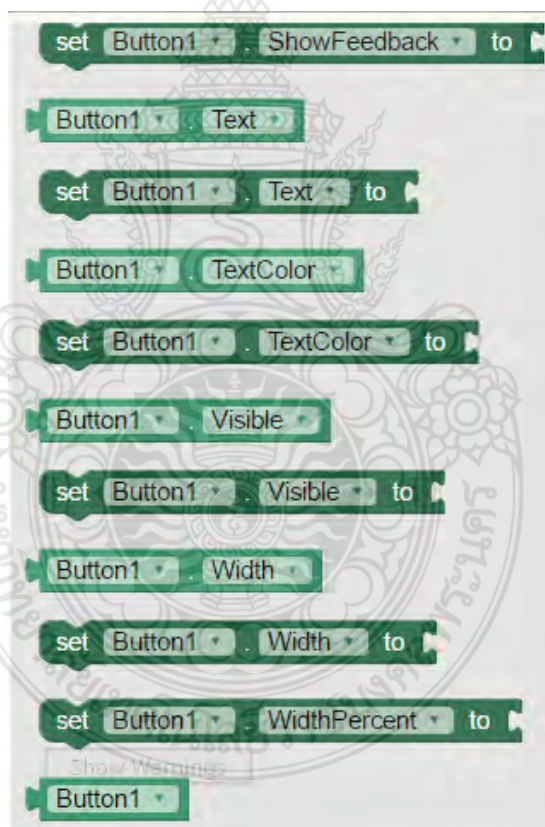 set Button1 . ShowFeedback to
Button1 . Text
set Button1 . Text to
Button1 . TextColor
set Button1 . TextColor to
Button1 . Visible
set Button1 . Visible to
Button1 . Width
set Button1 . Width to
set Button1 . WidthPercent to
Show Warnings
Button1